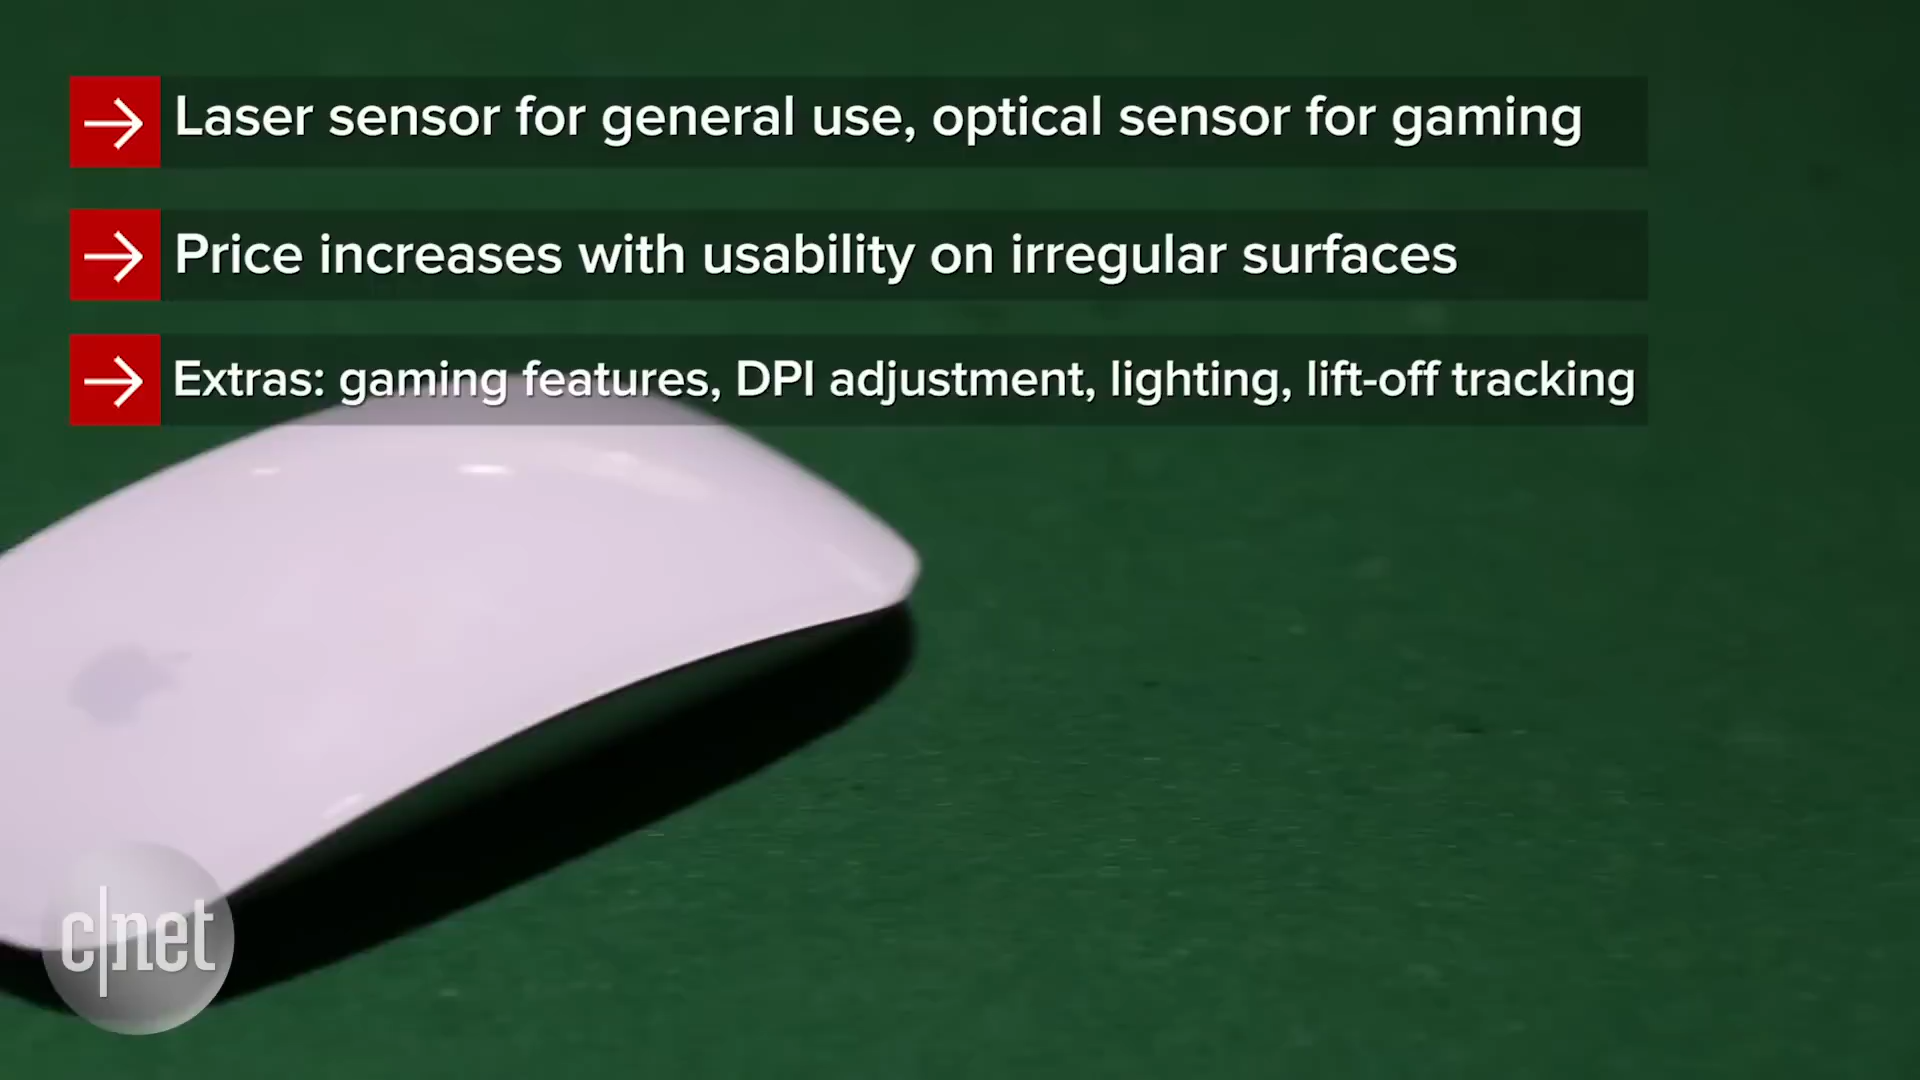 Laser sensor for general use, optical sensor for gaming
Price increases with usability on irregular surfaces
Extras: gaming features, DPI adjustment, lighting, lift-off tracking
c|net